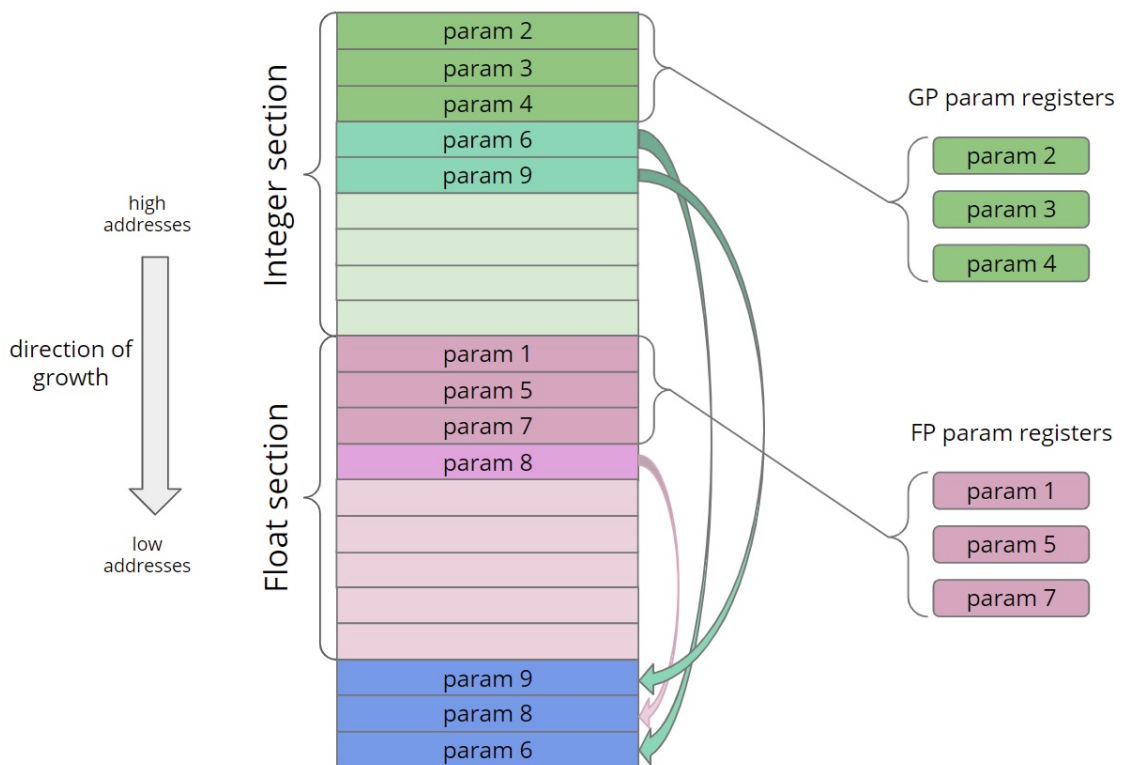 high
addresses
direction of
growth
low
addresses
Integer section
Float section
param 2
param 3
param 4
param 6
param 9
param 1
param 5
param 7
param 8
param 9
param 8
param 6
GP param registers
param 2
param 3
param 4
FP param registers
param 1
param 5
param 7